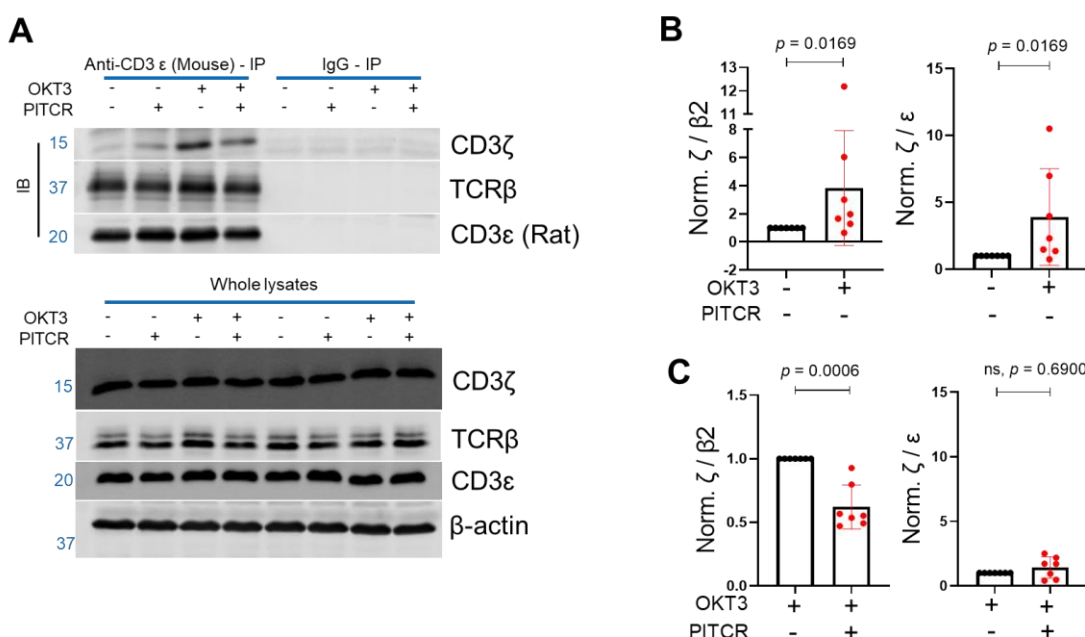 A
Anti-CD3 ε (Mouse) - IP IgG - IP
OKT3 - - + + - - + +
PITCR - + - + - + - +
IB
15 CD3ζ
37 TCRβ
20 CD3ε (Rat)
Whole lysates
OKT3 - - + + - - + +
PITCR - + - + - + - +
15 CD3ζ
37 TCRβ
20 CD3ε
β-actin
37
B
p = 0.0169
Norm. ζ / β2
13
12
11
10
8
6
4
2
0
-2
OKT3 - +
PITCR - -
p = 0.0169
Norm. ζ / ε
15
10
5
0
- +
- -
C
p = 0.0006
Norm. ζ / β2
1.5
1.0
0.5
0.0
OKT3 + +
PITCR - +
ns, p = 0.6900
Norm. ζ / ε
15
10
5
0
+ +
- +